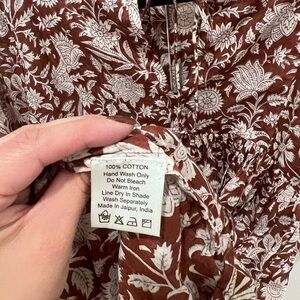 100% COTTON
Hand Wash Only
Do Not Bleach
Warm Iron
Line Dry In Shade
Wash Separately
Made In Jaipur, India